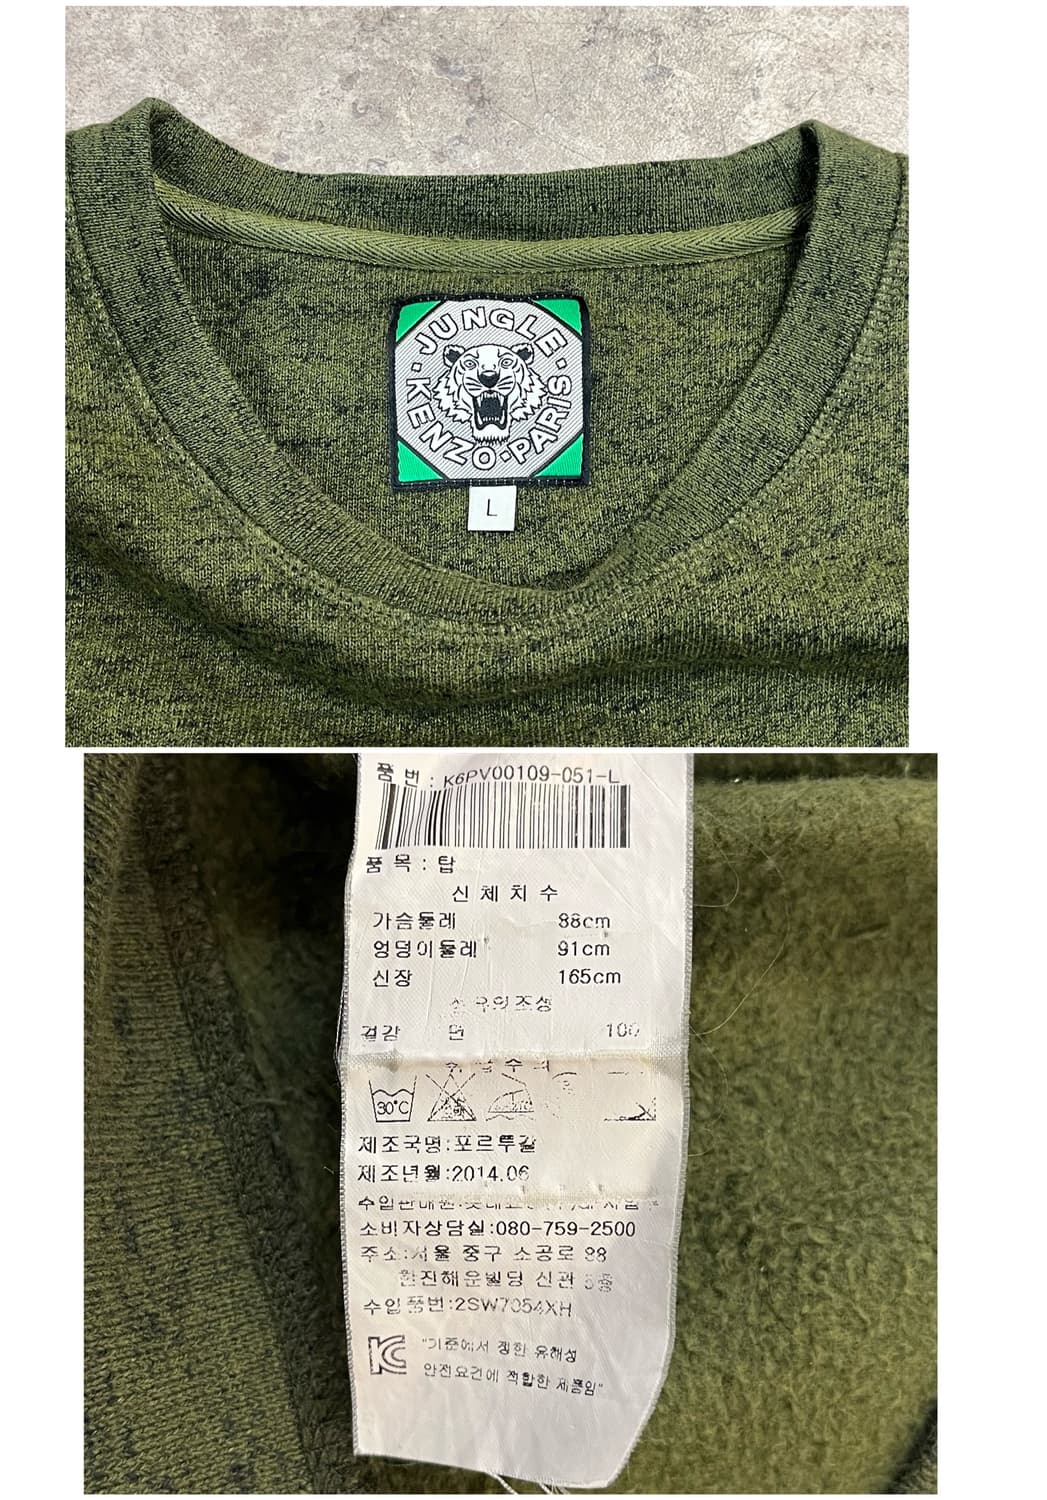 JUNGLE
KENZO·PARIS
L
품 번 : K6PV00109-051-L
품 목 : 탑
신 체 치 수
가슴둘레 88cm
엉덩이둘레 91cm
신장 165cm
조성
겉감 면 100
30℃
제조국명:포르투갈
제조년월:2014.06
소비자상담실:080-759-2500
주소:서울 중구 소공로 88
한진해운빌딩 신관
수입품번:2SW7054XH
KC
"기준에서 정한 유해성
안전요건에 적합한 제품임"